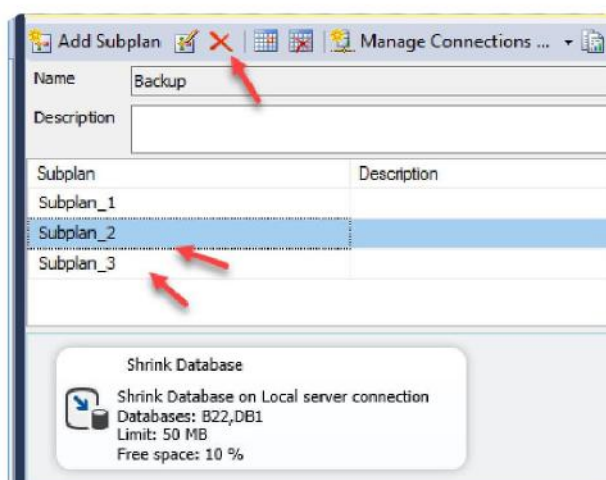 Add Subplan Manage Connections ...
Name Backup
Description
Subplan Description
Subplan_1
Subplan_2
Subplan_3
Shrink Database
Shrink Database on Local server connection
Databases: B22,DB1
Limit: 50 MB
Free space: 10 %